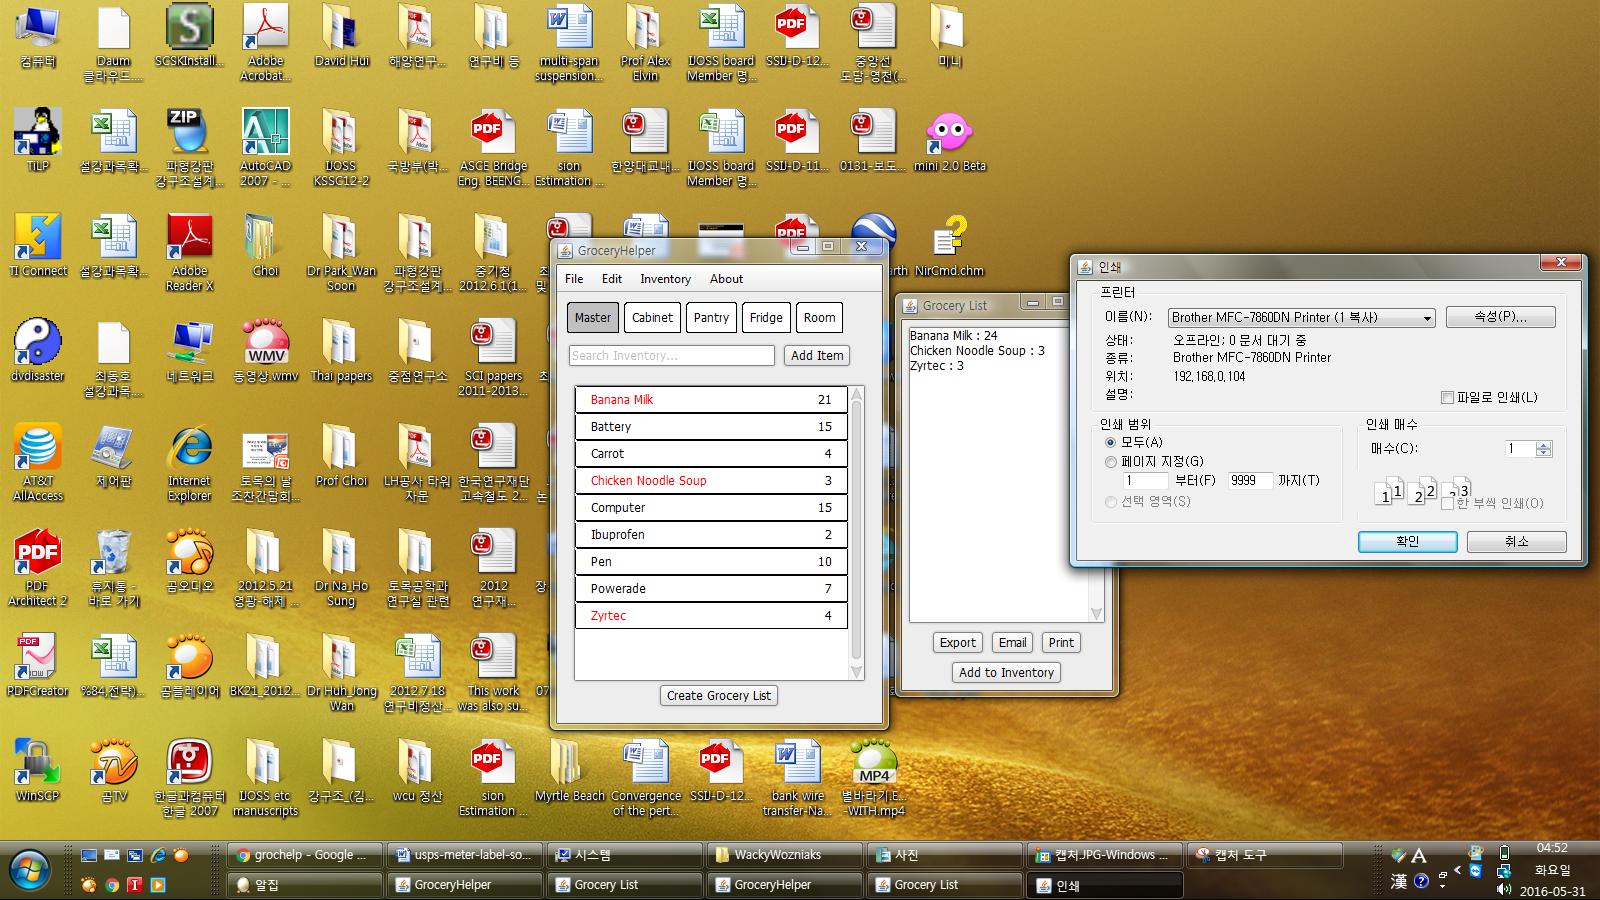 컴퓨터
Daum
클라우드....
SCSKInstall...
Adobe
Acrobat...
David Hui
해양연구...
연구비 등
multi-span
suspension...
Prof Alex
Elvin
IJOSS board
Member 명...
SSIJ-D-12...
중앙선
도담-영천(...
미니
TiLP
설강과목확...
파형강판
강구조설계...
AutoCAD
2007 - ...
IJOSS
KSSC12-2
국방부(박...
ASCE Bridge
Eng. BEENG...
sion
Estimation ...
한양대교내...
IJOSS board
Member 명...
SSIJ-D-11...
0131-보도...
mini 2.0 Beta
TI Connect
설강과목확...
Adobe
Reader X
Choi
Dr Park_Wan
Soon
파형강판
강구조설계...
중기청
2012.6.1(1...
및
arth
NirCmd.chm
dvdisaster
최동호
설강과목....
네트워크
동영상.wmv
Thai papers
중점연구소
SCI papers
2011-2013...
AT&T
AllAccess
제어판
Internet
Explorer
토목의 날
조찬간담회...
Prof Choi
LH공사 타워
자문
한국연구재단
고속철도 2...
논
PDF
Architect 2
휴지통 -
바로 가기
곰오디오
2012.5.21
영광-해제 ...
Dr Na_Ho
Sung
토목공학과
연구실 관련
2012
연구재...
장
PDFCreator
%84,전략)...
곰플레이어
BK21_2012...
Dr Huh_Jong
Wan
2012.7.18
연구비정산...
This work
was also su...
07
WinSCP
곰TV
한글과컴퓨터
한글 2007
IJOSS etc
manuscripts
강구조_(김...
wcu 정산
sion
Estimation ...
Myrtle Beach
Convergence
of the pert...
SSIJ-D-12...
bank wire
transfer-Na...
별바라기.E...
-WITH.mp4
GroceryHelper
File Edit Inventory About
Master Cabinet Pantry Fridge Room
Search Inventory... Add Item
Banana Milk 21
Battery 15
Carrot 4
Chicken Noodle Soup 3
Computer 15
Ibuprofen 2
Pen 10
Powerade 7
Zyrtec 4
Create Grocery List
Grocery List
Banana Milk : 24
Chicken Noodle Soup : 3
Zyrtec : 3
Export Email Print
Add to Inventory
인쇄
프린터
이름(N): Brother MFC-7860DN Printer (1 복사) 속성(P)...
상태: 오프라인; 0 문서 대기 중
종류: Brother MFC-7860DN Printer
위치: 192,168,0,104
설명: 파일로 인쇄(L)
인쇄 범위
모두(A)
페이지 지정(G)
1 부터(F) 9999 까지(T)
선택 영역(S)
인쇄 매수
매수(C): 1
1 1 2 2 3
한 부씩 인쇄(O)
확인 취소
grochelp - Google ...
usps-meter-label-so...
시스템
WackyWozniaks
사진
캡처.JPG-Windows ...
캡처 도구
알집
GroceryHelper
Grocery List
GroceryHelper
Grocery List
인쇄
A
漢
04:52
화요일
2016-05-31